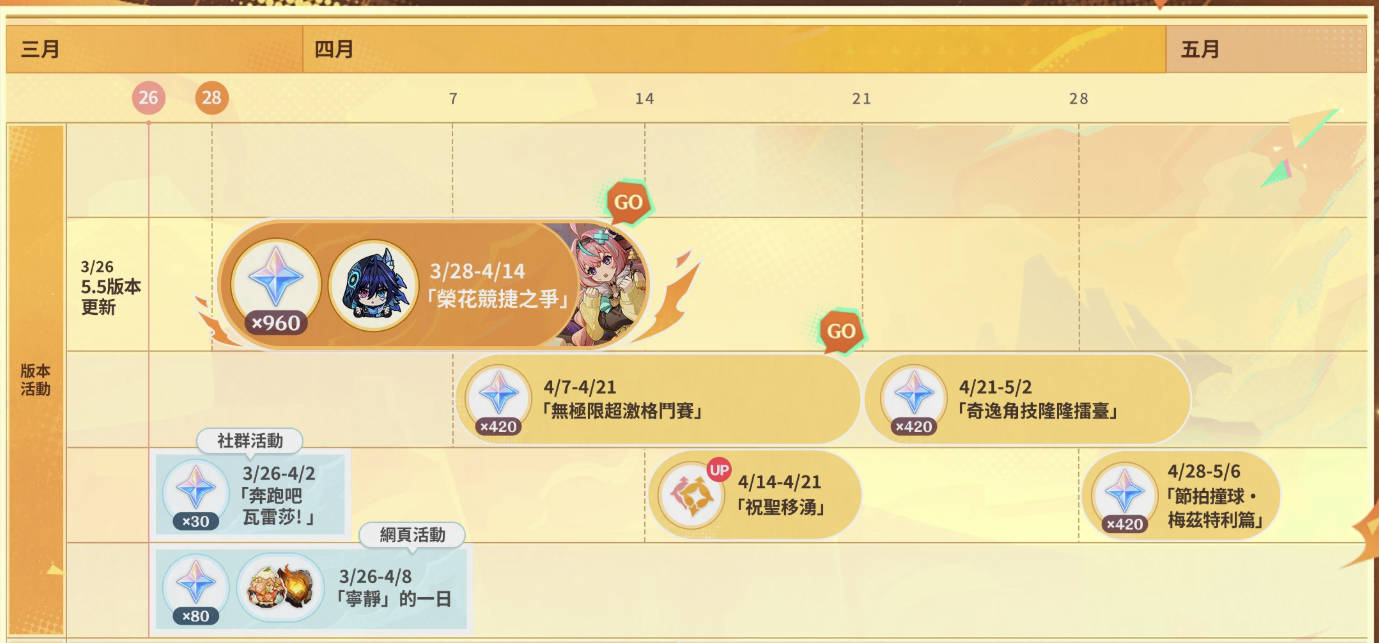 三月
四月
五月
26
28
7
14
21
28
版本
活動
3/26
5.5版本
更新
GO
×960
3/28-4/14
「榮花競捷之爭」
GO
×420
4/7-4/21
「無極限超激格鬥賽」
×420
4/21-5/2
「奇逸角技隆隆擂臺」
社群活動
×30
3/26-4/2
「奔跑吧
瓦雷莎!」
UP
4/14-4/21
「祝聖移湧」
×420
4/28-5/6
「節拍撞球·
梅茲特利篇」
網頁活動
×80
3/26-4/8
「寧靜」的一日